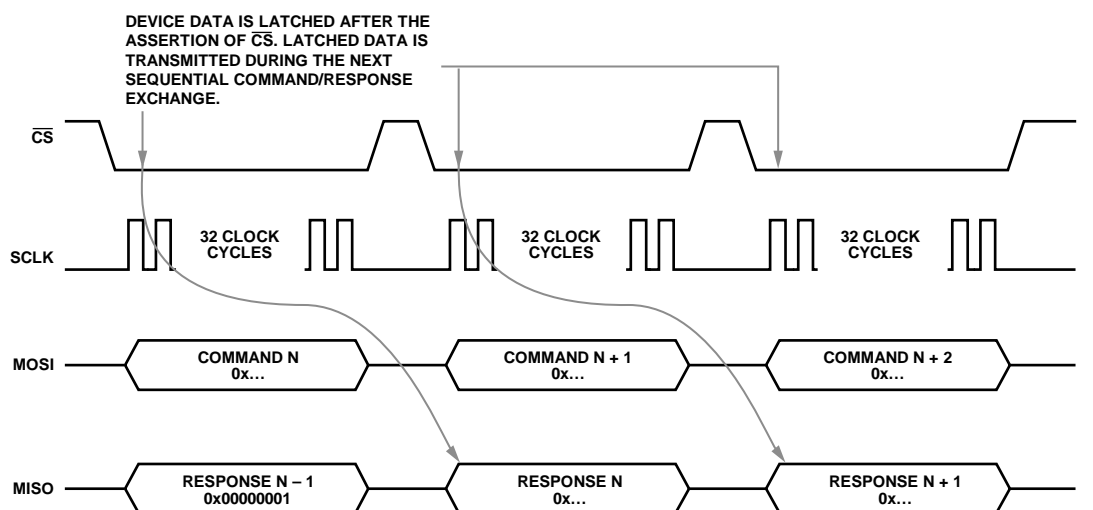 DEVICE DATA IS LATCHED AFTER THE
ASSERTION OF C̅S̅. LATCHED DATA IS
TRANSMITTED DURING THE NEXT
SEQUENTIAL COMMAND/RESPONSE
EXCHANGE.
C̅S̅
SCLK
32 CLOCK
CYCLES
32 CLOCK
CYCLES
32 CLOCK
CYCLES
MOSI
COMMAND N
0x...
COMMAND N + 1
0x...
COMMAND N + 2
0x...
MISO
RESPONSE N – 1
0x00000001
RESPONSE N
0x...
RESPONSE N + 1
0x...